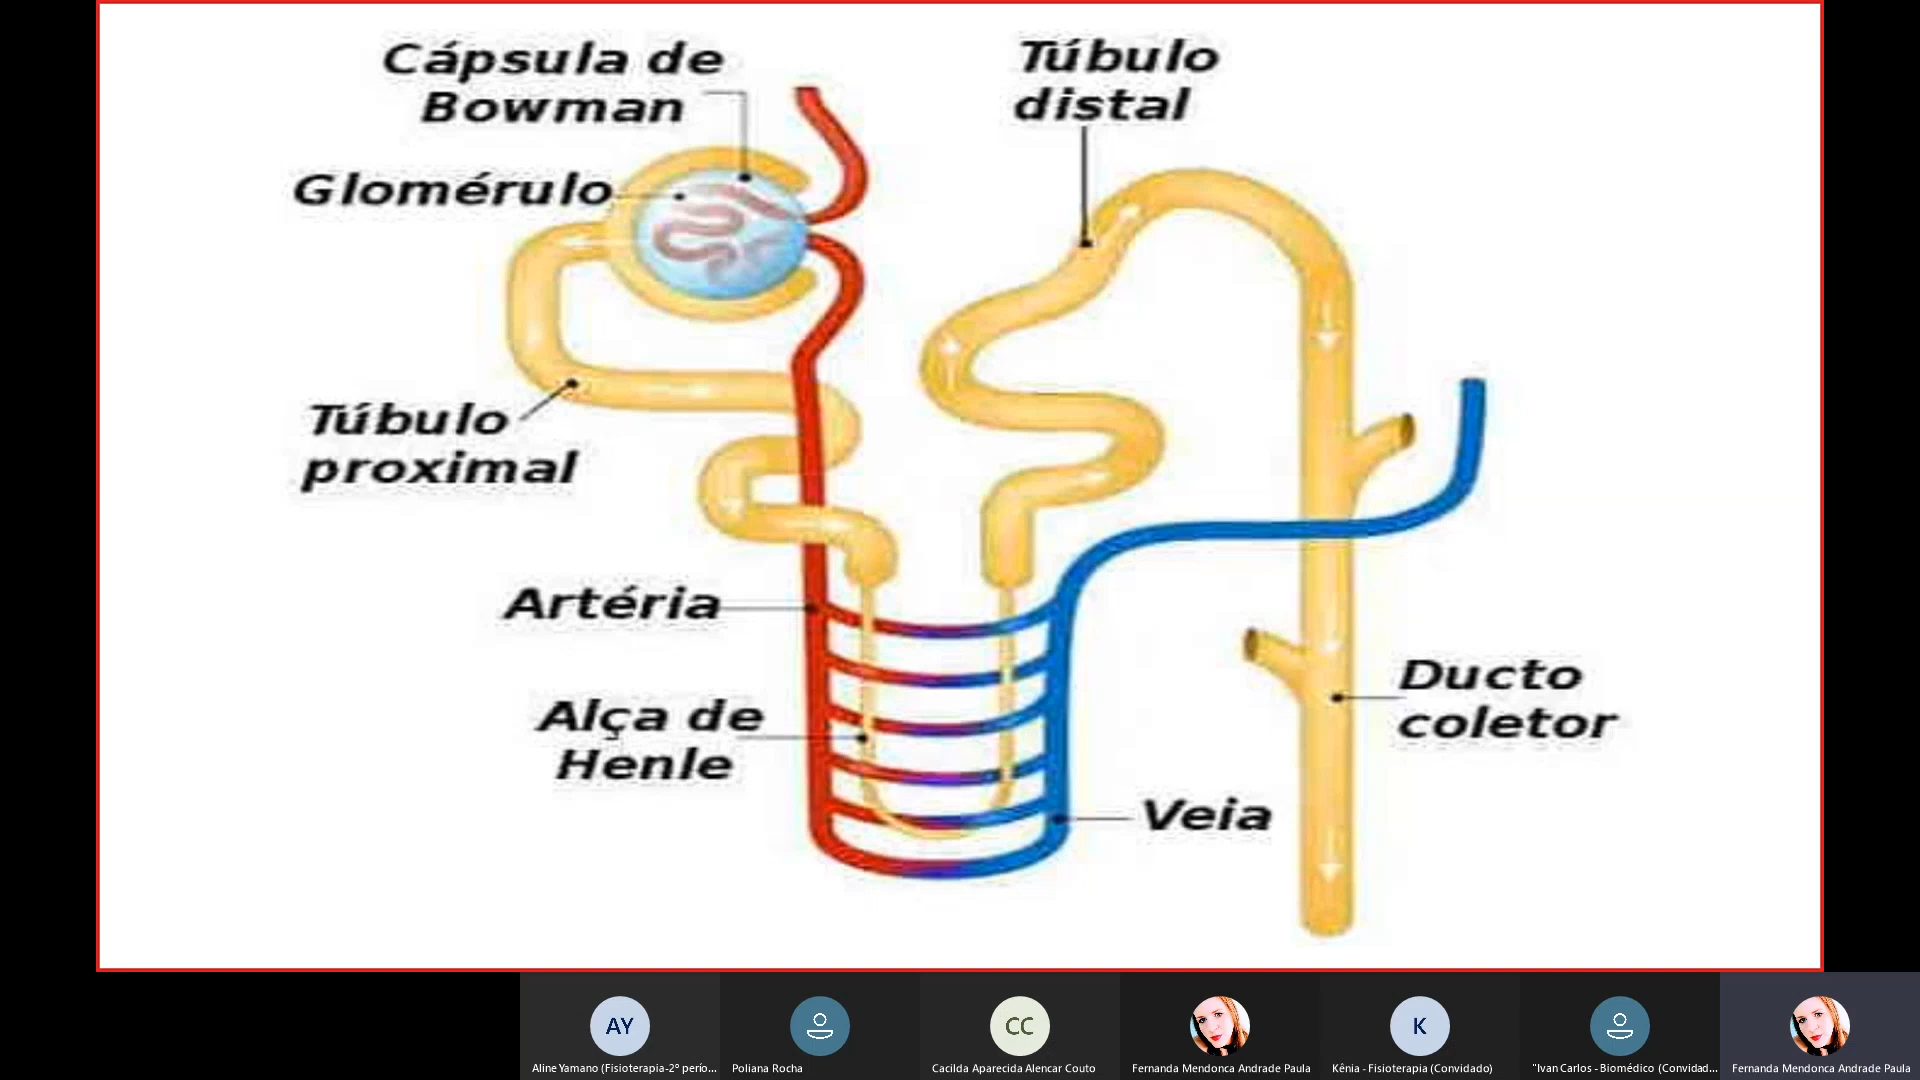 Cápsula de
Bowman
Túbulo
distal
Glomérulo
Túbulo
proximal
Artéria
Alça de
Henle
Ducto
coletor
Veia
AY
CC
K
Aline Yamano (Fisioterapia-2º perío...
Poliana Rocha
Cacilda Aparecida Alencar Couto
Fernanda Mendonca Andrade Paula
Kênia - Fisioterapia (Convidado)
"Ivan Carlos - Biomédico (Convidad...
Fernanda Mendonca Andrade Paula